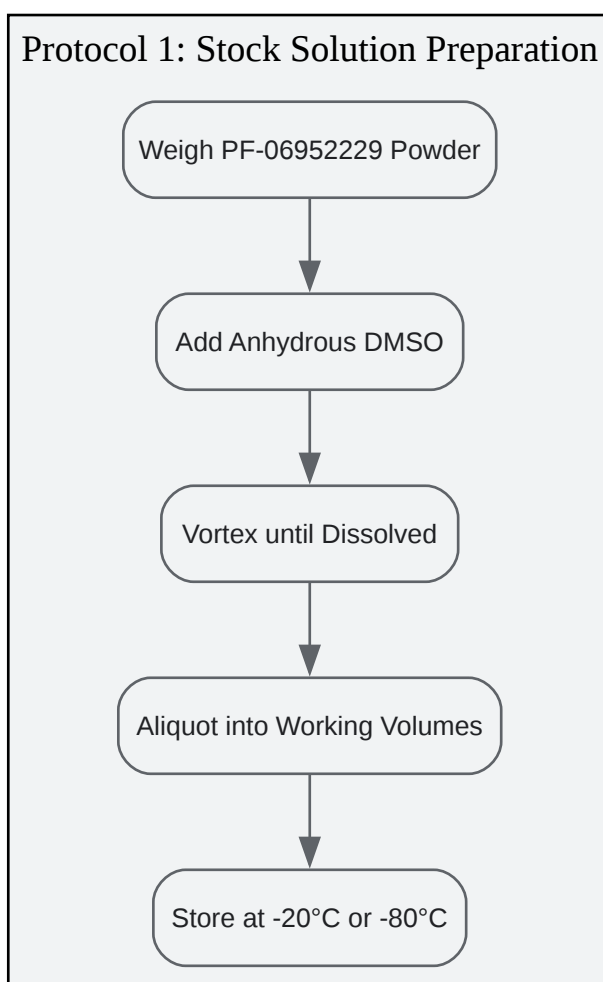 Protocol 1: Stock Solution Preparation
Weigh PF-06952229 Powder
Add Anhydrous DMSO
Vortex until Dissolved
Aliquot into Working Volumes
Store at -20°C or -80°C